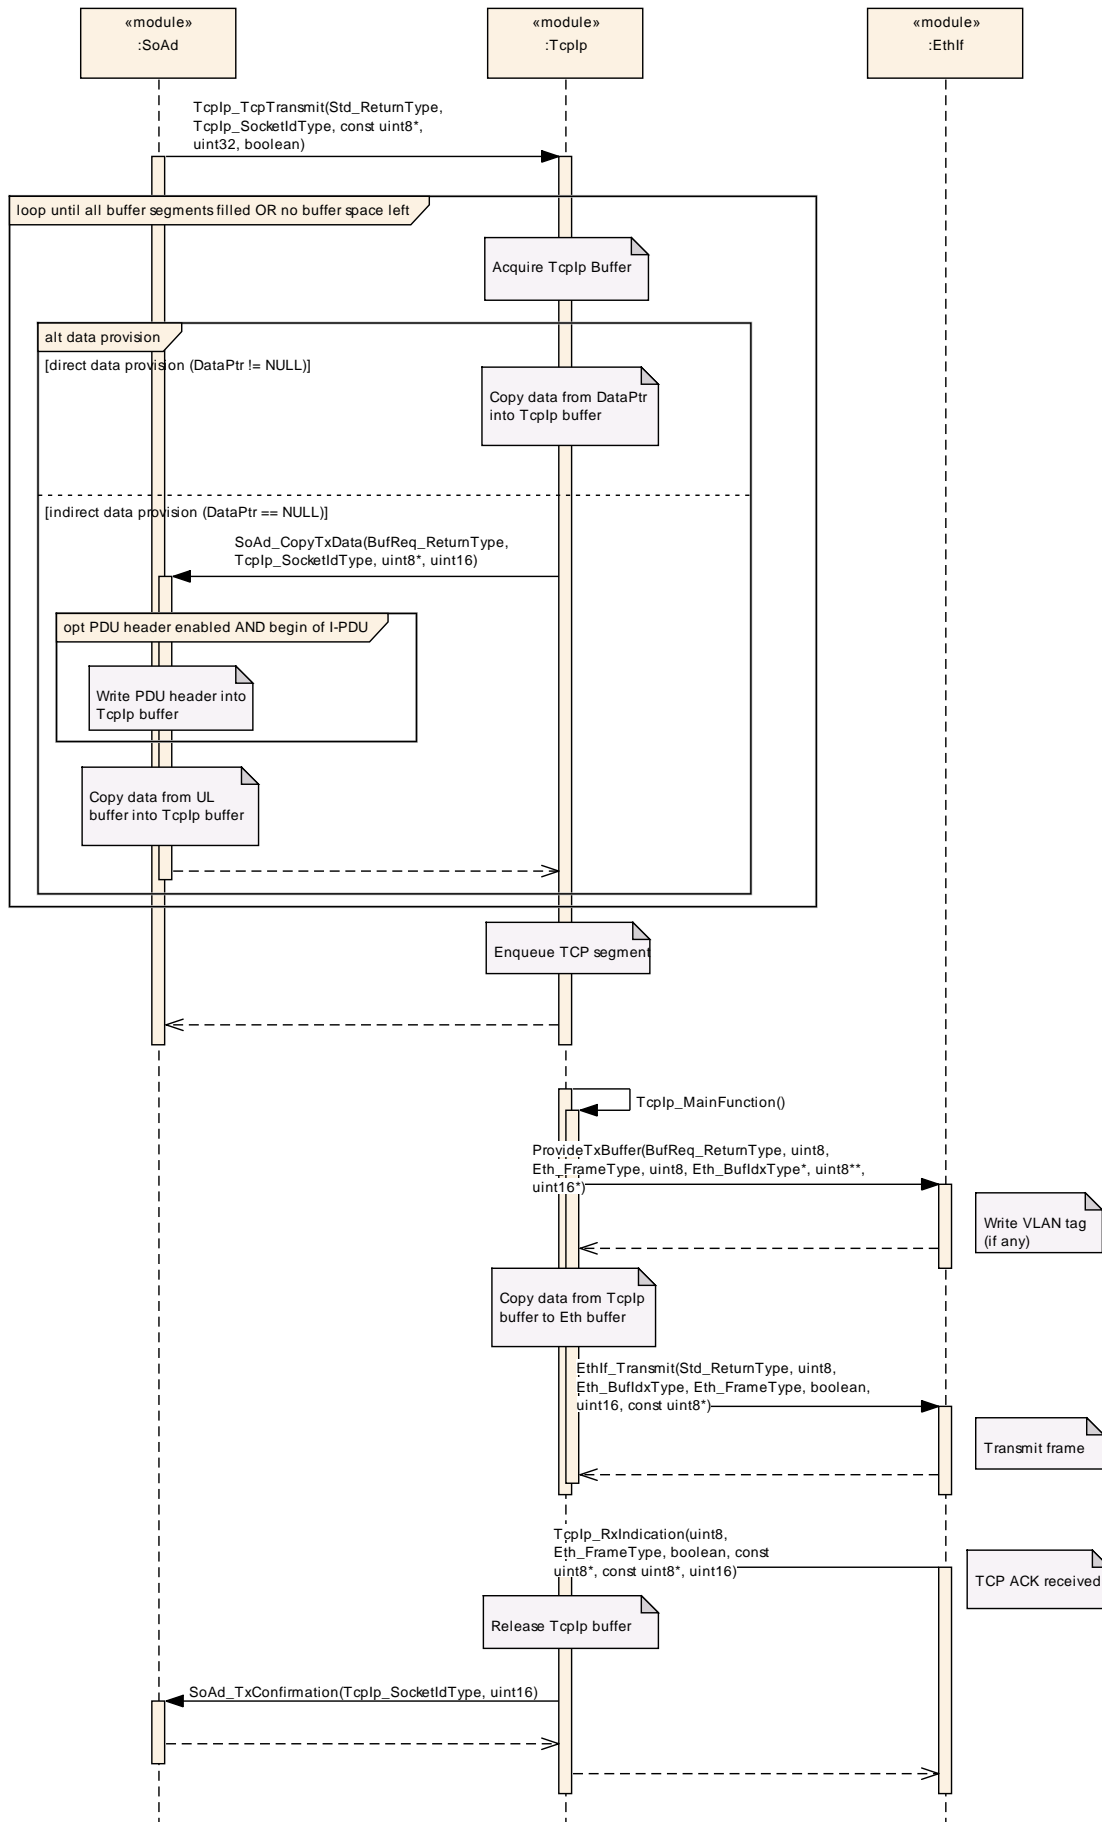 «module»
:SoAd
«module»
:TcpIp
«module»
:EthIf
TcpIp_TcpTransmit(Std_ReturnType,
TcpIp_SocketIdType, const uint8*,
uint32, boolean)
loop until all buffer segments filled OR no buffer space left
Acquire TcpIp Buffer
alt data provision
[direct data provision (DataPtr != NULL)]
Copy data from DataPtr
into TcpIp buffer
[indirect data provision (DataPtr == NULL)]
SoAd_CopyTxData(BufReq_ReturnType,
TcpIp_SocketIdType, uint8*, uint16)
opt PDU header enabled AND begin of I-PDU
Write PDU header into
TcpIp buffer
Copy data from UL
buffer into TcpIp buffer
Enqueue TCP segment
TcpIp_MainFunction()
ProvideTxBuffer(BufReq_ReturnType, uint8,
Eth_FrameType, uint8, Eth_BufIdxType*, uint8**,
uint16*)
Write VLAN tag
(if any)
Copy data from TcpIp
buffer to Eth buffer
EthIf_Transmit(Std_ReturnType, uint8,
Eth_BufIdxType, Eth_FrameType, boolean,
uint16, const uint8*)
Transmit frame
TcpIp_RxIndication(uint8,
Eth_FrameType, boolean, const
uint8*, const uint8*, uint16)
TCP ACK received
Release TcpIp buffer
SoAd_TxConfirmation(TcpIp_SocketIdType, uint16)